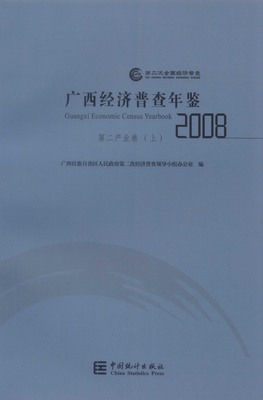 第二次全国经济普查
广西经济普查年鉴
Guangxi Economic Census Yearbook
2008
第二产业卷（上）
广西壮族自治区人民政府第二次经济普查领导小组办公室 编
中国统计出版社
China Statistics Press